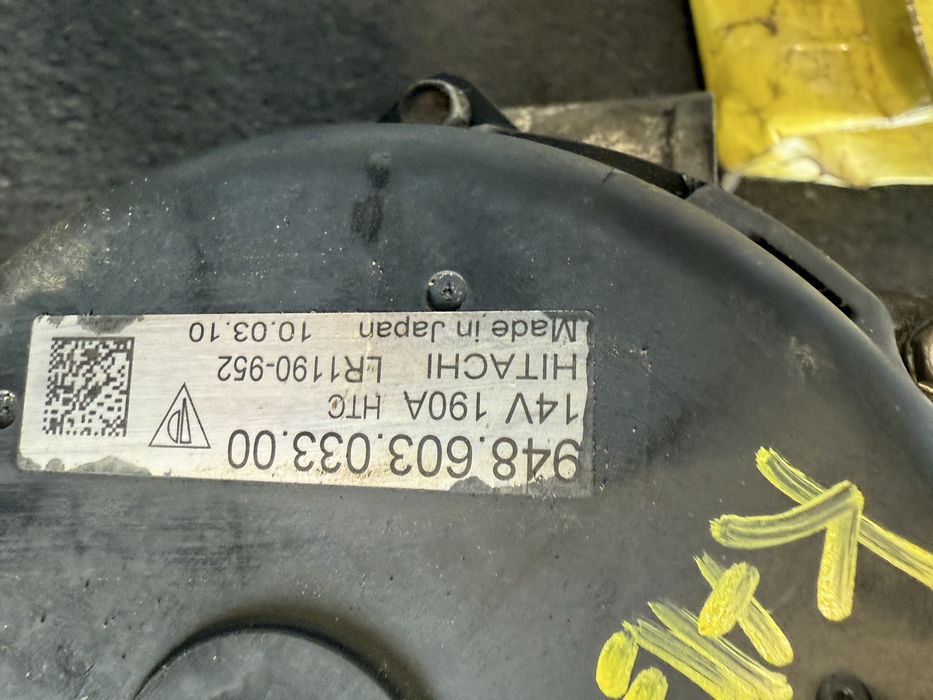 948.603.033.00
14V 190A HTC
HITACHI LR1190-952
Made in Japan 10.03.10